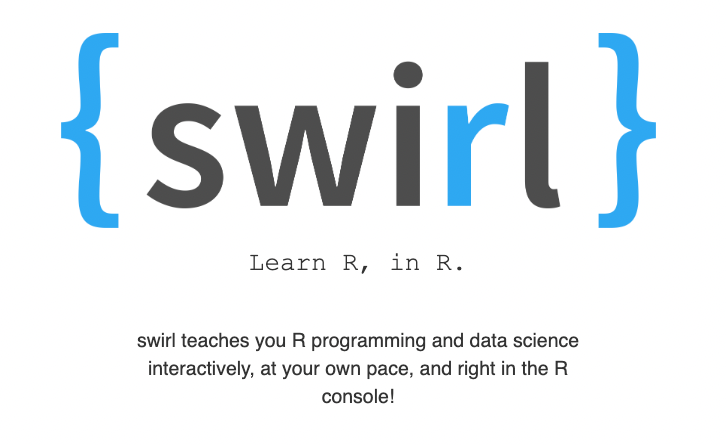 {swirl}
Learn R, in R.
swirl teaches you R programming and data science
interactively, at your own pace, and right in the R
console!